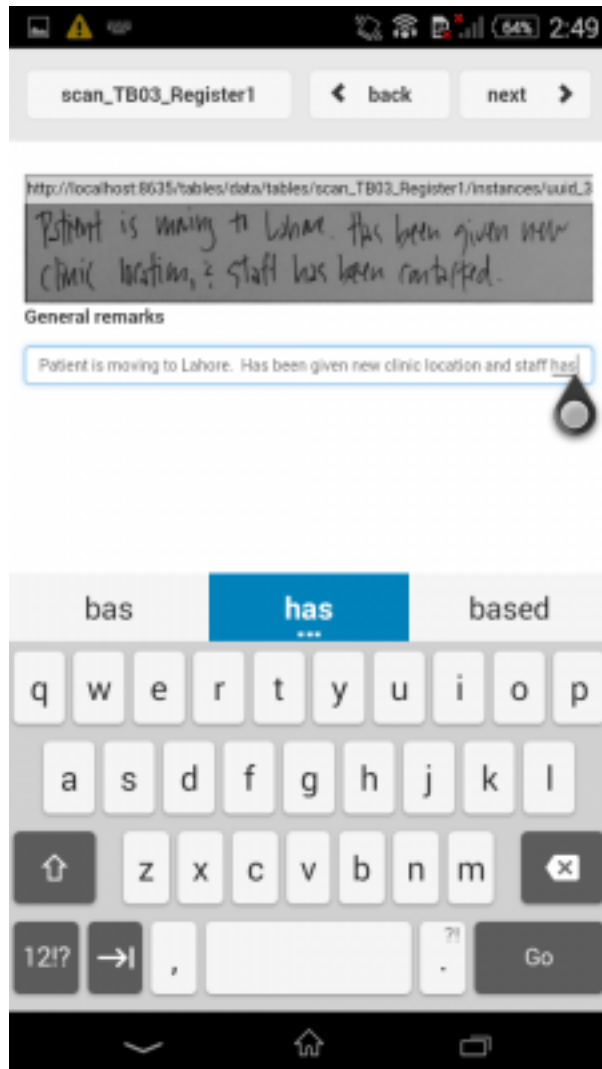 64% 2:49
scan_TB03_Register1 back next
http://localhost:8635/tables/data/tables/scan_TB03_Register1/instances/uuid_3
Patient is moving to Lahore. Has been given new
clinic location, & staff has been contacted.
General remarks
Patient is moving to Lahore. Has been given new clinic location and staff has
bas has based
q w e r t y u i o p
a s d f g h j k l
z x c v b n m
12!? , ?! . Go